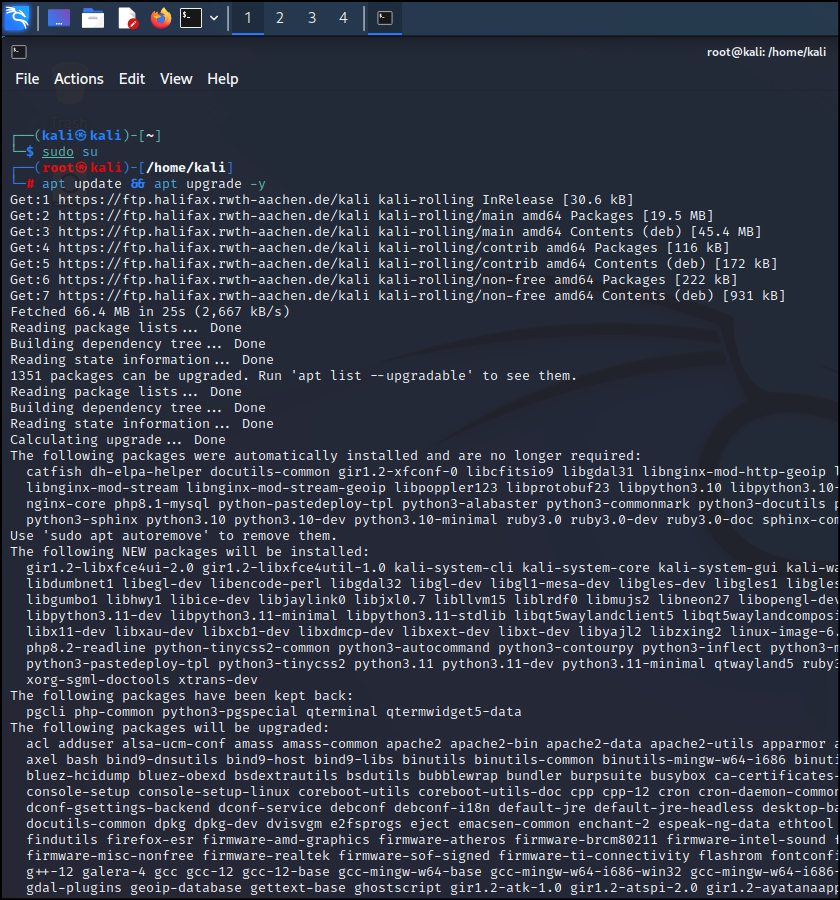 1 2 3 4
root@kali: /home/kali
File Actions Edit View Help
┌──(kali㉿kali)-[~]
└─$ sudo su
┌──(root㉿kali)-[/home/kali]
└─# apt update && apt upgrade -y
Get:1 https://ftp.halifax.rwth-aachen.de/kali kali-rolling InRelease [30.6 kB]
Get:2 https://ftp.halifax.rwth-aachen.de/kali kali-rolling/main amd64 Packages [19.5 MB]
Get:3 https://ftp.halifax.rwth-aachen.de/kali kali-rolling/main amd64 Contents (deb) [45.4 MB]
Get:4 https://ftp.halifax.rwth-aachen.de/kali kali-rolling/contrib amd64 Packages [116 kB]
Get:5 https://ftp.halifax.rwth-aachen.de/kali kali-rolling/contrib amd64 Contents (deb) [172 kB]
Get:6 https://ftp.halifax.rwth-aachen.de/kali kali-rolling/non-free amd64 Packages [222 kB]
Get:7 https://ftp.halifax.rwth-aachen.de/kali kali-rolling/non-free amd64 Contents (deb) [931 kB]
Fetched 66.4 MB in 25s (2,667 kB/s)
Reading package lists... Done
Building dependency tree... Done
Reading state information... Done
1351 packages can be upgraded. Run 'apt list --upgradable' to see them.
Reading package lists... Done
Building dependency tree... Done
Reading state information... Done
Calculating upgrade... Done
The following packages were automatically installed and are no longer required:
catfish dh-elpa-helper docutils-common gir1.2-xfconf-0 libcfitsio9 libgdal31 libnginx-mod-http-geoip
libnginx-mod-stream libnginx-mod-stream-geoip libpoppler123 libprotobuf23 libpython3.10 libpython3.10-
nginx-core php8.1-mysql python-pastedeploy-tpl python3-alabaster python3-commonmark python3-docutils
python3-sphinx python3.10 python3.10-dev python3.10-minimal ruby3.0 ruby3.0-dev ruby3.0-doc sphinx-com
Use 'sudo apt autoremove' to remove them.
The following NEW packages will be installed:
gir1.2-libxfce4ui-2.0 gir1.2-libxfce4util-1.0 kali-system-cli kali-system-core kali-system-gui kali-wa
libdumbnet1 libegl-dev libencode-perl libgdal32 libgl-dev libgl1-mesa-dev libgles-dev libgles1 libgles
libgumbo1 libhwy1 libice-dev libjaylink0 libjxl0.7 libllvm15 liblrdf0 libmujs2 libneon27 libopengl-dev
libpython3.11-dev libpython3.11-minimal libpython3.11-stdlib libqt5waylandclient5 libqt5waylandcomposi
libx11-dev libxau-dev libxcb1-dev libxdmcp-dev libxext-dev libxt-dev libyajl2 libzxing2 linux-image-6.
php8.2-readline python-tinycss2-common python3-autocommand python3-contourpy python3-inflect python3-m
python3-pastedeploy-tpl python3-tinycss2 python3.11 python3.11-dev python3.11-minimal qtwayland5 ruby3
xorg-sgml-doctools xtrans-dev
The following packages have been kept back:
pgcli php-common python3-pgspecial qterminal qtermwidget5-data
The following packages will be upgraded:
acl adduser alsa-ucm-conf amass amass-common apache2 apache2-bin apache2-data apache2-utils apparmor a
axel bash bind9-dnsutils bind9-host bind9-libs binutils binutils-common binutils-mingw-w64-i686 binuti
bluez-hcidump bluez-obexd bsdextrautils bsdutils bubblewrap bundler burpsuite busybox ca-certificates-
console-setup console-setup-linux coreboot-utils coreboot-utils-doc cpp cpp-12 cron cron-daemon-common
dconf-gsettings-backend dconf-service debconf debconf-i18n default-jre default-jre-headless desktop-ba
docutils-common dpkg dpkg-dev dvisvgm e2fsprogs eject emacsen-common enchant-2 espeak-ng-data ethtool
findutils firefox-esr firmware-amd-graphics firmware-atheros firmware-brcm80211 firmware-intel-sound f
firmware-misc-nonfree firmware-realtek firmware-sof-signed firmware-ti-connectivity flashrom fontconfi
g++-12 galera-4 gcc gcc-12 gcc-12-base gcc-mingw-w64-base gcc-mingw-w64-i686-win32 gcc-mingw-w64-i686-
gdal-plugins geoip-database gettext-base ghostscript gir1.2-atk-1.0 gir1.2-atspi-2.0 gir1.2-ayatanaapp